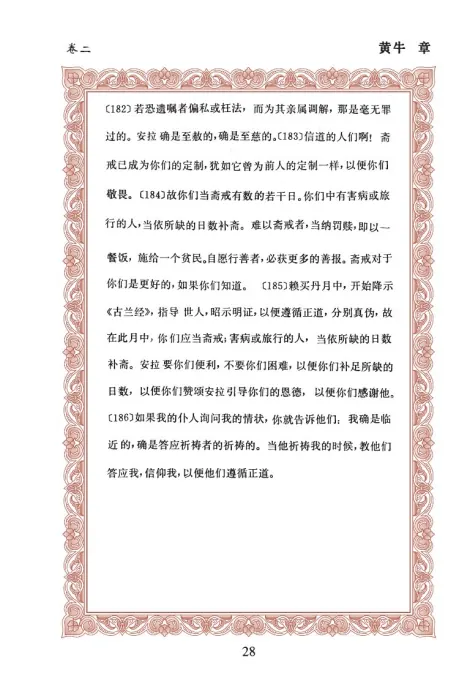 卷二
黄牛 章
〔182〕若恐遗嘱者偏私或枉法，而为其亲属调解，那是毫无罪
过的。安拉 确是至赦的，确是至慈的。〔183〕信道的人们啊！斋
戒已成为你们的定制，犹如它曾为前人的定制一样，以便你们
敬畏。〔184〕故你们当斋戒有数的若干日。你们中有害病或旅
行的人，当依所缺的日数补斋。难以斋戒者，当纳罚赎，即以一
餐饭，施给一个贫民。自愿行善者，必获更多的善报。斋戒对于
你们是更好的，如果你们知道。〔185〕赖买丹月中，开始降示
《古兰经》，指导 世人，昭示明证，以便遵循正道，分别真伪，故
在此月中，你们应当斋戒；害病或旅行的人，当依所缺的日数
补斋。安拉 要你们便利，不要你们困难，以便你们补足所缺的
日数，以便你们赞颂安拉引导你们的恩德，以便你们感谢他。
〔186〕如果我的仆人询问我的情状，你就告诉他们：我确是临
近的，确是答应祈祷者的祈祷的。当他祈祷我的时候，教他们
答应我，信仰我，以便他们遵循正道。
28